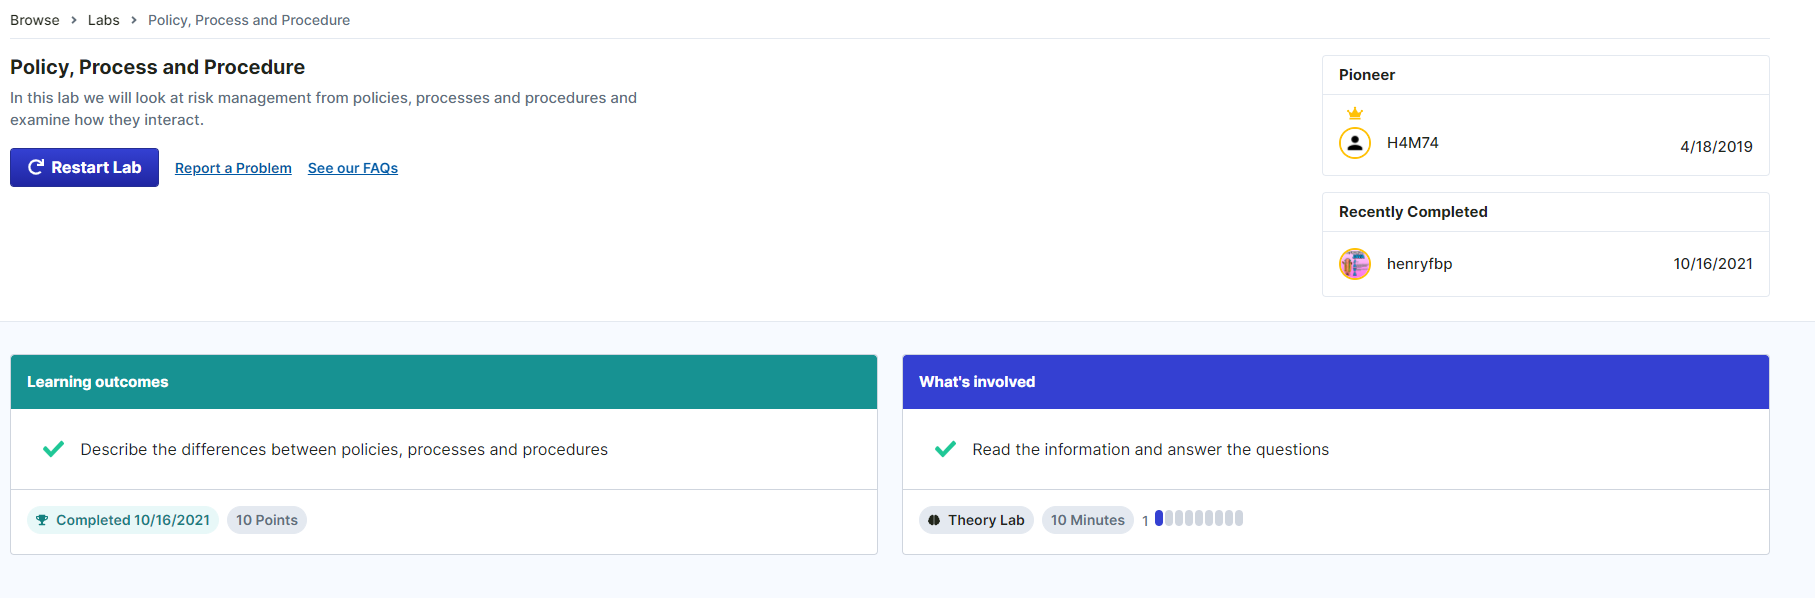 Browse > Labs > Policy, Process and Procedure
Policy, Process and Procedure
In this lab we will look at risk management from policies, processes and procedures and
examine how they interact.
Restart Lab
Report a Problem
See our FAQs
Pioneer
H4M74
4/18/2019
Recently Completed
henryfbp
10/16/2021
Learning outcomes
Describe the differences between policies, processes and procedures
Completed 10/16/2021
10 Points
What's involved
Read the information and answer the questions
Theory Lab
10 Minutes
1